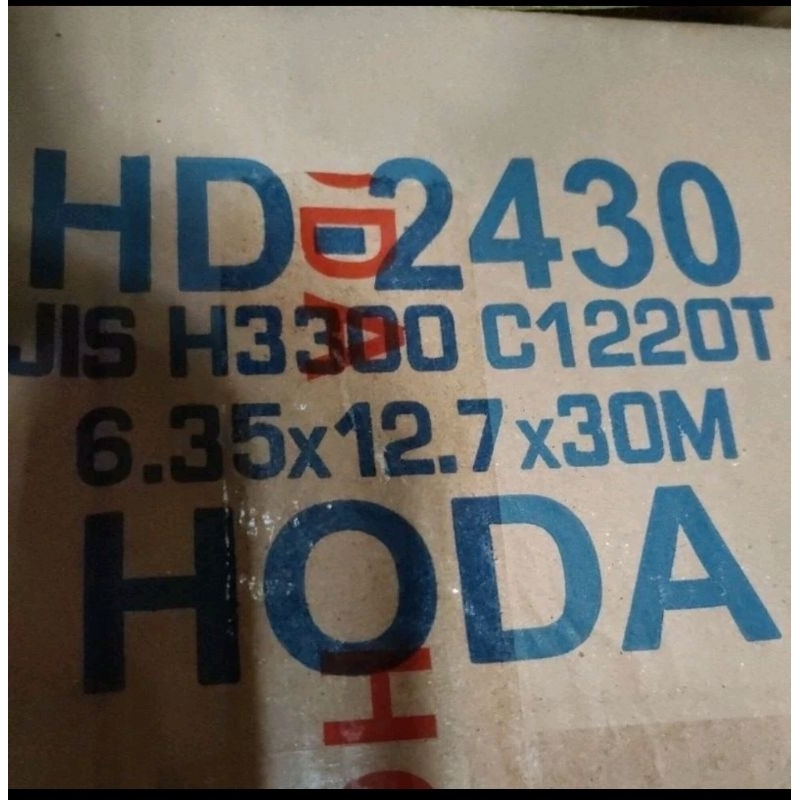 HD 2430
JIS H3300 C1220T
6.35x12.7x30M
HODA